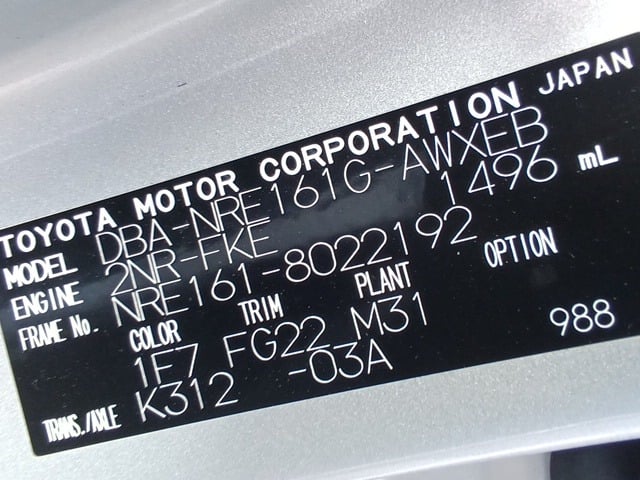 TOYOTA MOTOR CORPORATION JAPAN
MODEL DBA-NRE161G-AWXEB
ENGINE 2NR-FKE 1496 mL
FRAME No. NRE161-8022192
COLOR TRIM PLANT OPTION
1F7 FG22 M31
TRANS./AXLE K312 -03A 988